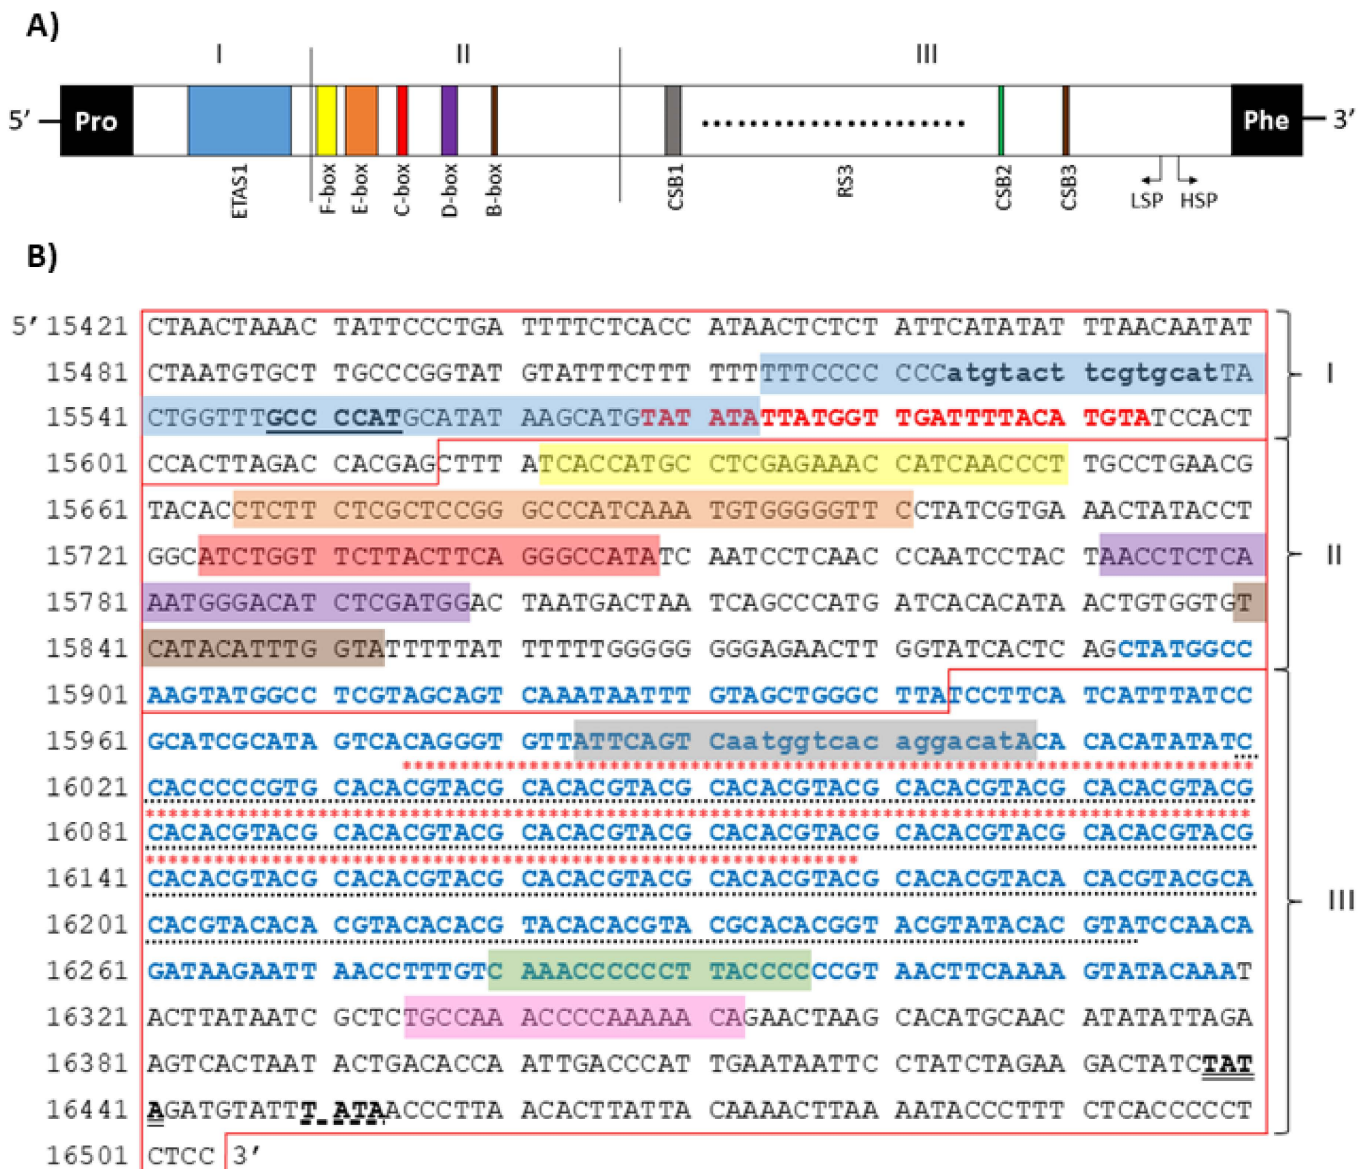 A)
I II III
5′ Pro Phe 3′
ETAS1 F-box E-box C-box D-box B-box CSB1 RS3 CSB2 CSB3 LSP HSP
B)
5′ 15421 CTAACTAAAC TATTCCCTGA TTTTCTCACC ATAACTCTCT ATTCATATAT TTAACAATAT
15481 CTAATGTGCT TGCCCGGTAT GTATTTCTTT TTTTTTCCCC CCCatgtact tcgtgcatTA
I
15541 CTGGTTTGCC CCATGCATAT AAGCATGTAT ATATTATGGT TGATTTTACA TGTATCCACT
15601 CCACTTAGAC CACGAGCTTT ATCACCATGC CTCGAGAAAC CATCAACCCT TGCCTGAACG
15661 TACACCTCTT CTCGCTCCGG GCCCATCAAA TGTGGGGGTT CCTATCGTGA AACTATACCT
15721 GGCATCTGGT TCTTACTTCA GGGCCATATC AATCCTCAAC CCAATCCTAC TAACCTCTCA
II
15781 AATGGGACAT CTCGATGGAC TAATGACTAA TCAGCCCATG ATCACACATA ACTGTGGTGT
15841 CATACATTTG GTATTTTTAT TTTTTGGGGG GGGAGAACTT GGTATCACTC AGCTATGGCC
15901 AAGTATGGCC TCGTAGCAGT CAAATAATTT GTAGCTGGGC TTATCCTTCA TCATTTATCC
15961 GCATCGCATA GTCACAGGGT GTTATTCAGT Caatggtcac aggacataCA CACATATATC
16021 CACCCCCGTG CACACGTACG CACACGTACG CACACGTACG CACACGTACG CACACGTACG
16081 CACACGTACG CACACGTACG CACACGTACG CACACGTACG CACACGTACG CACACGTACG
16141 CACACGTACG CACACGTACG CACACGTACG CACACGTACG CACACGTACA CACGTACGCA
III
16201 CACGTACACA CGTACACACG TACACACGTA CGCACACGGT ACGTATACAC GTATCCAACA
16261 GATAAGAATT AACCTTTGTC AAACCCCCCT TACCCCCCGT AACTTCAAAA GTATACAAAT
16321 ACTTATAATC GCTCTGCCAA ACCCCAAAAA CAGAACTAAG CACATGCAAC ATATATTAGA
16381 AGTCACTAAT ACTGACACCA ATTGACCCAT TGAATAATTC CTATCTAGAA GACTATCTAT
16441 AGATGTATTT ATAACCCTTA ACACTTATTA CAAAACTTAA AATACCCTTT CTCACCCCCT
16501 CTCC 3′